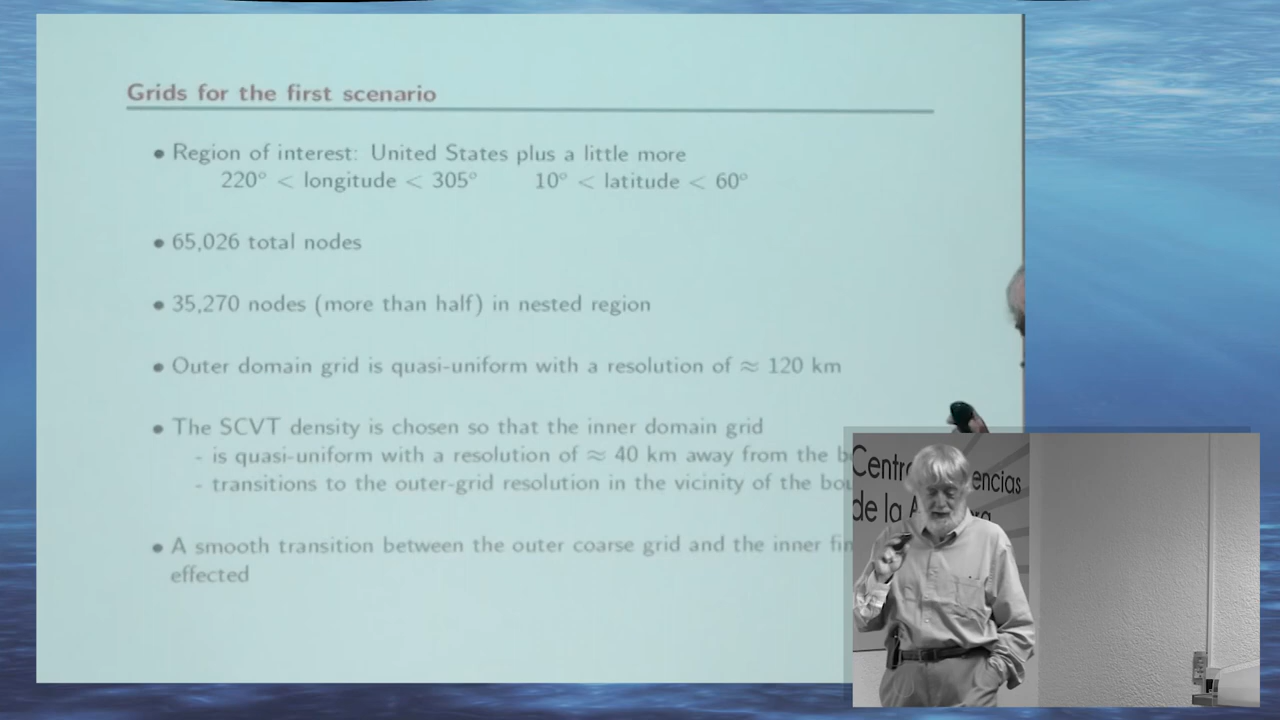 Grids for the first scenario
• Region of interest: United States plus a little more
220° < longitude < 305° 10° < latitude < 60°
• 65,026 total nodes
• 35,270 nodes (more than half) in nested region
• Outer domain grid is quasi-uniform with a resolution of ≈ 120 km
• The SCVT density is chosen so that the inner domain grid
- is quasi-uniform with a resolution of ≈ 40 km away from the
- transitions to the outer-grid resolution in the vicinity of the
• A smooth transition between the outer coarse grid and the inner
effected
de la